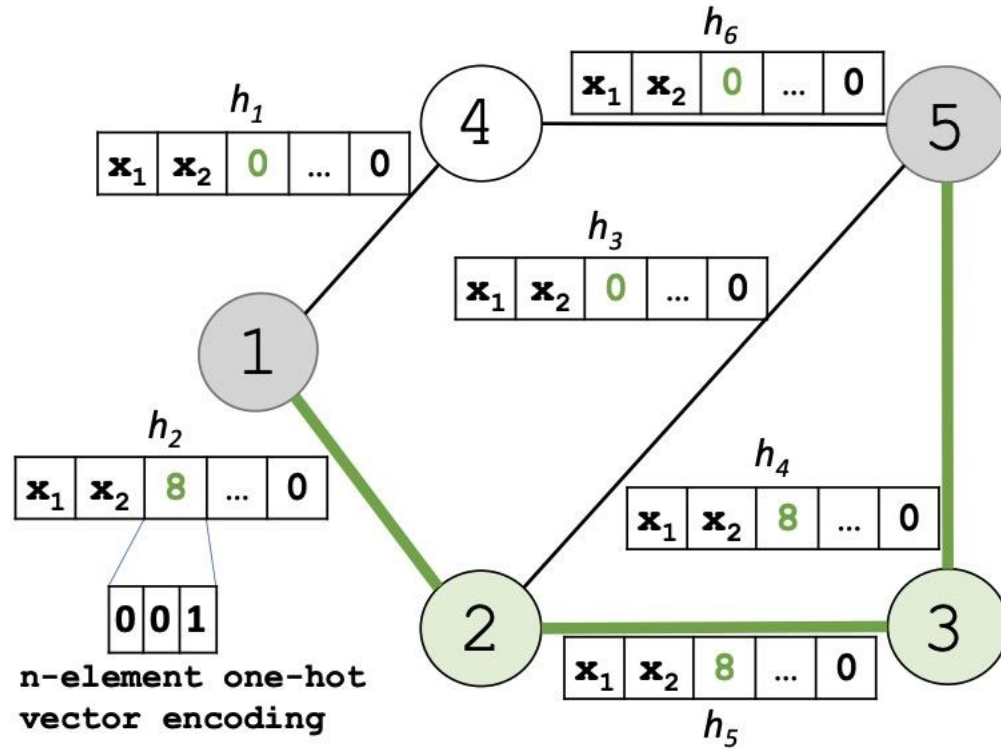 h₆
x₁ x₂ 0 … 0
h₁
4
5
x₁ x₂ 0 … 0
h₃
x₁ x₂ 0 … 0
1
h₂
x₁ x₂ 8 … 0
h₄
x₁ x₂ 8 … 0
0 0 1
2
3
n-element one-hot
vector encoding
x₁ x₂ 8 … 0
h₅